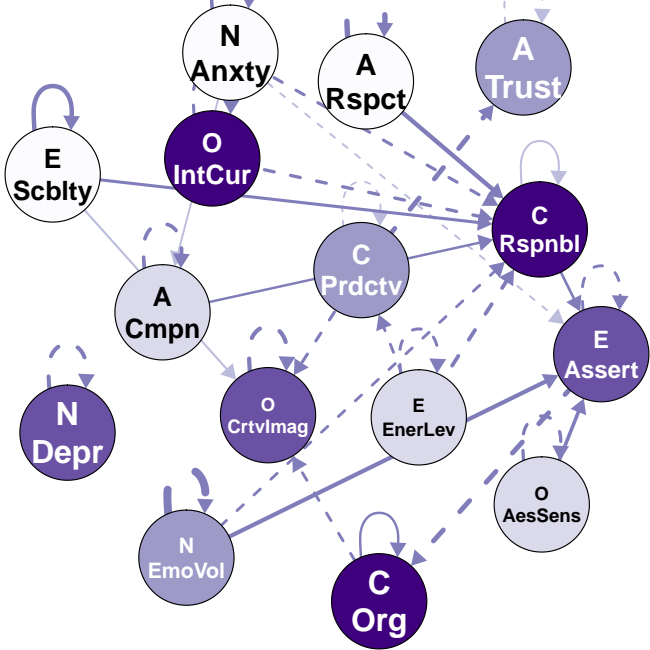 N
Anxty
A
Rspct
A
Trust
E
Scblty
O
IntCur
C
Rspnbl
C
Prdctv
A
Cmpn
E
Assert
N
Depr
O
CrtvImag
E
EnerLev
O
AesSens
N
EmoVol
C
Org